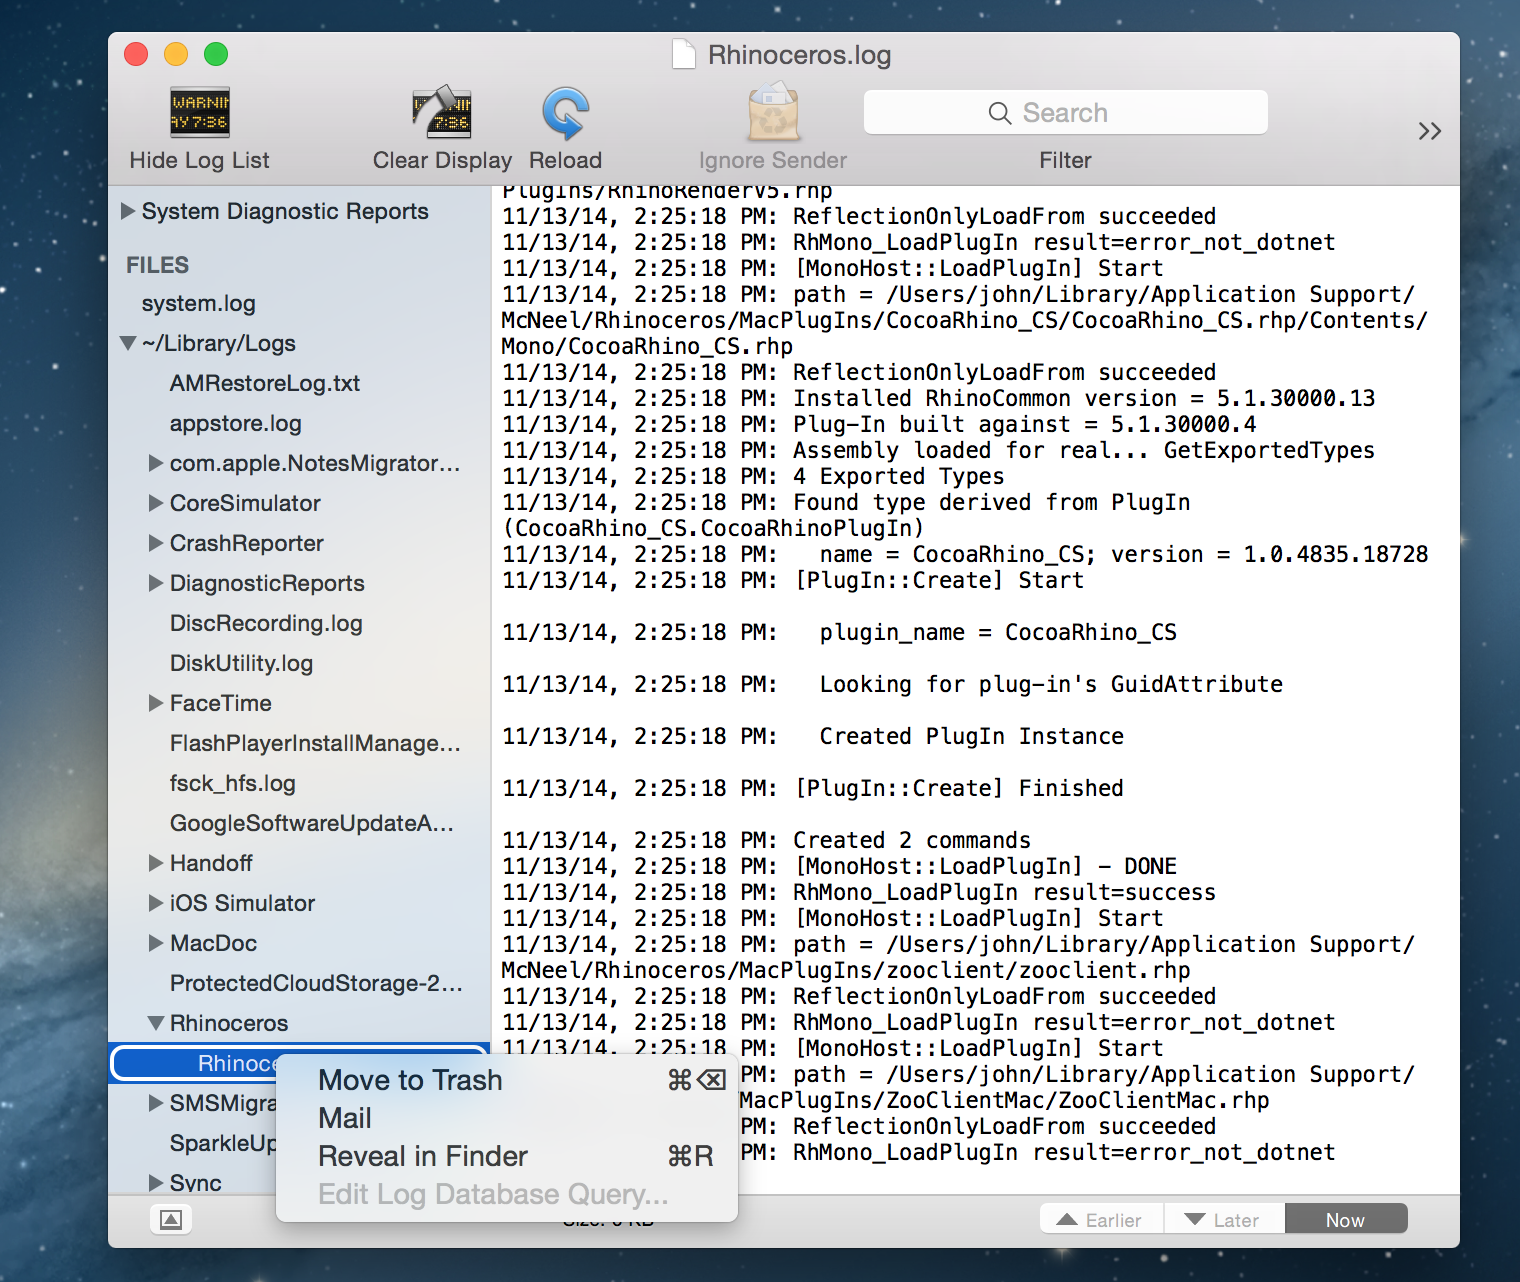 Rhinoceros.log
WARNIN
AY 7:36
Hide Log List
7:36
Clear Display
Reload
Ignore Sender
Search
Filter
System Diagnostic Reports
FILES
system.log
~/Library/Logs
AMRestoreLog.txt
appstore.log
com.apple.NotesMigrator...
CoreSimulator
CrashReporter
DiagnosticReports
DiscRecording.log
DiskUtility.log
FaceTime
FlashPlayerInstallManage...
fsck_hfs.log
GoogleSoftwareUpdateA...
Handoff
iOS Simulator
MacDoc
ProtectedCloudStorage-2...
Rhinoceros
Rhinoce
SMSMigra
SparkleUp
Sync
PlugIns/RhinoRenderV5.rhp
11/13/14, 2:25:18 PM: ReflectionOnlyLoadFrom succeeded
11/13/14, 2:25:18 PM: RhMono_LoadPlugIn result=error_not_dotnet
11/13/14, 2:25:18 PM: [MonoHost::LoadPlugIn] Start
11/13/14, 2:25:18 PM: path = /Users/john/Library/Application Support/
McNeel/Rhinoceros/MacPlugIns/CocoaRhino_CS/CocoaRhino_CS.rhp/Contents/
Mono/CocoaRhino_CS.rhp
11/13/14, 2:25:18 PM: ReflectionOnlyLoadFrom succeeded
11/13/14, 2:25:18 PM: Installed RhinoCommon version = 5.1.30000.13
11/13/14, 2:25:18 PM: Plug-In built against = 5.1.30000.4
11/13/14, 2:25:18 PM: Assembly loaded for real... GetExportedTypes
11/13/14, 2:25:18 PM: 4 Exported Types
11/13/14, 2:25:18 PM: Found type derived from PlugIn
(CocoaRhino_CS.CocoaRhinoPlugIn)
11/13/14, 2:25:18 PM:   name = CocoaRhino_CS; version = 1.0.4835.18728
11/13/14, 2:25:18 PM: [PlugIn::Create] Start
11/13/14, 2:25:18 PM:   plugin_name = CocoaRhino_CS
11/13/14, 2:25:18 PM:   Looking for plug-in's GuidAttribute
11/13/14, 2:25:18 PM:   Created PlugIn Instance
11/13/14, 2:25:18 PM: [PlugIn::Create] Finished
11/13/14, 2:25:18 PM: Created 2 commands
11/13/14, 2:25:18 PM: [MonoHost::LoadPlugIn] - DONE
11/13/14, 2:25:18 PM: RhMono_LoadPlugIn result=success
11/13/14, 2:25:18 PM: [MonoHost::LoadPlugIn] Start
11/13/14, 2:25:18 PM: path = /Users/john/Library/Application Support/
McNeel/Rhinoceros/MacPlugIns/zooclient/zooclient.rhp
11/13/14, 2:25:18 PM: ReflectionOnlyLoadFrom succeeded
11/13/14, 2:25:18 PM: RhMono_LoadPlugIn result=error_not_dotnet
11/13/14, 2:25:18 PM: [MonoHost::LoadPlugIn] Start
PM: path = /Users/john/Library/Application Support/
MacPlugIns/ZooClientMac/ZooClientMac.rhp
PM: ReflectionOnlyLoadFrom succeeded
PM: RhMono_LoadPlugIn result=error_not_dotnet
Move to Trash ⌘⌫
Mail
Reveal in Finder ⌘R
Edit Log Database Query...
Earlier
Later
Now